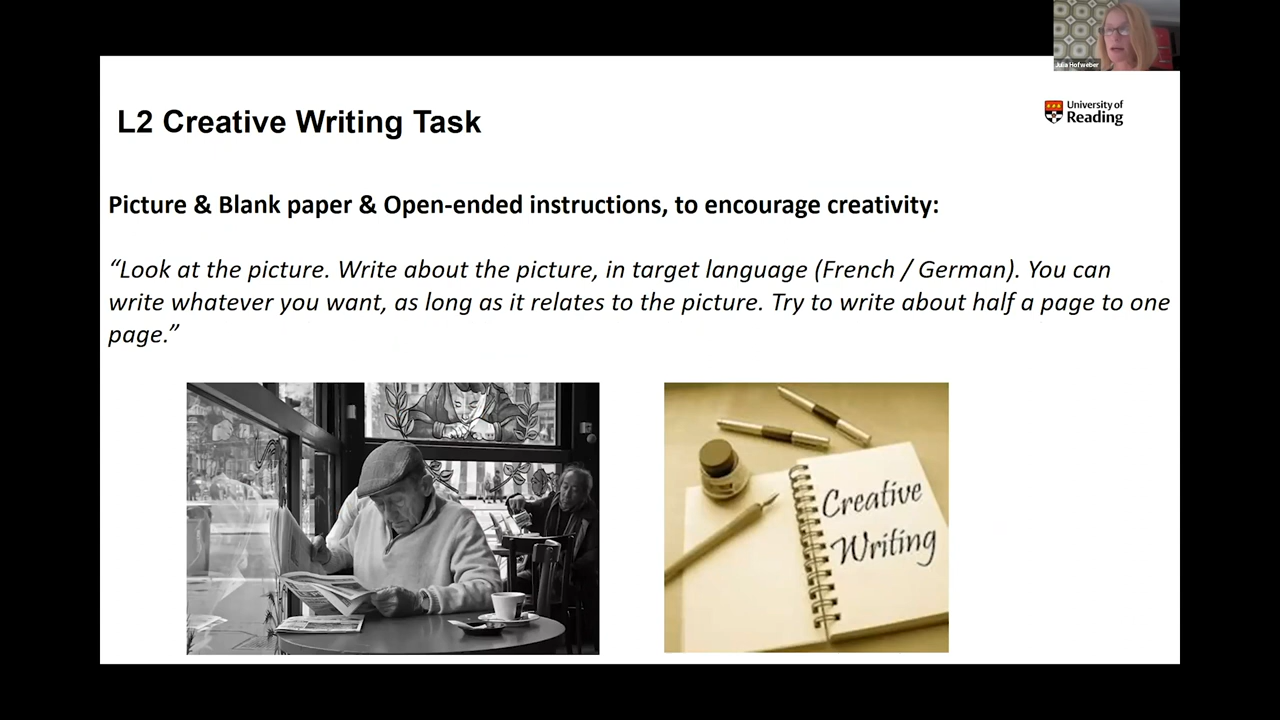 Julia Hofweber
L2 Creative Writing Task
University of
Reading
Picture & Blank paper & Open-ended instructions, to encourage creativity:
“Look at the picture. Write about the picture, in target language (French / German). You can
write whatever you want, as long as it relates to the picture. Try to write about half a page to one
page.”
Creative
Writing